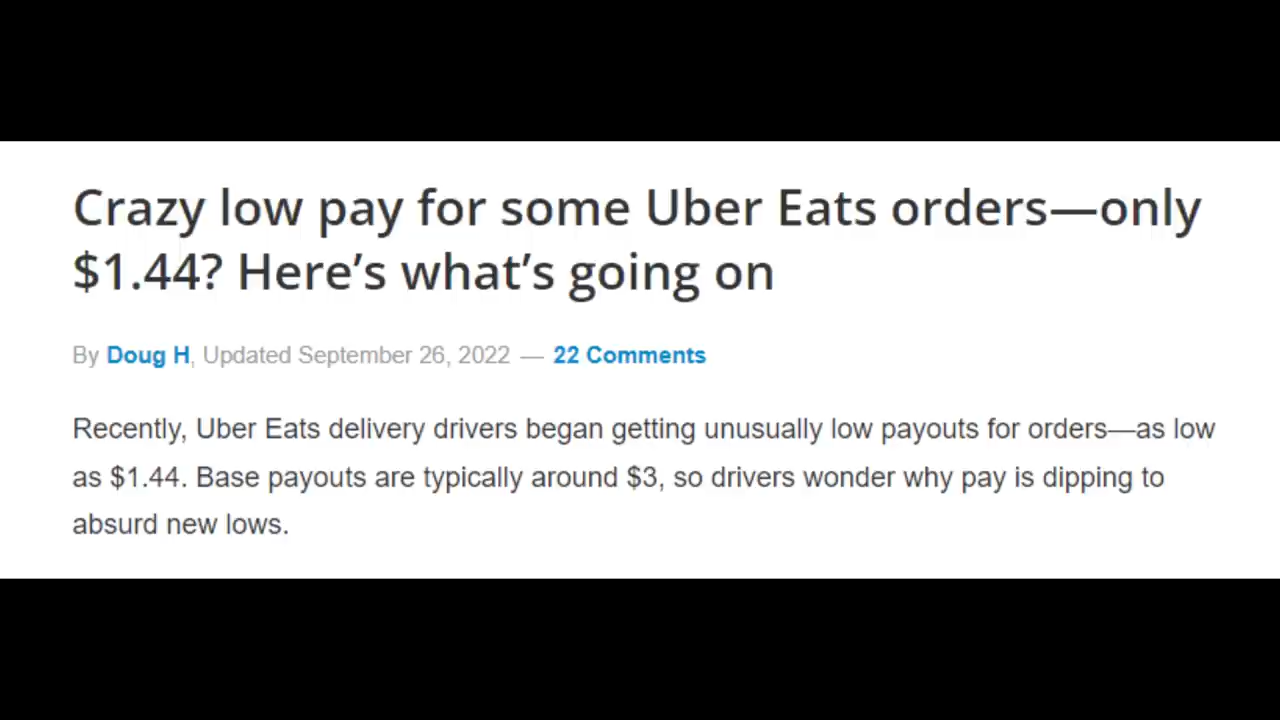 Crazy low pay for some Uber Eats orders—only
$1.44? Here’s what’s going on
By Doug H, Updated September 26, 2022 — 22 Comments
Recently, Uber Eats delivery drivers began getting unusually low payouts for orders—as low
as $1.44. Base payouts are typically around $3, so drivers wonder why pay is dipping to
absurd new lows.